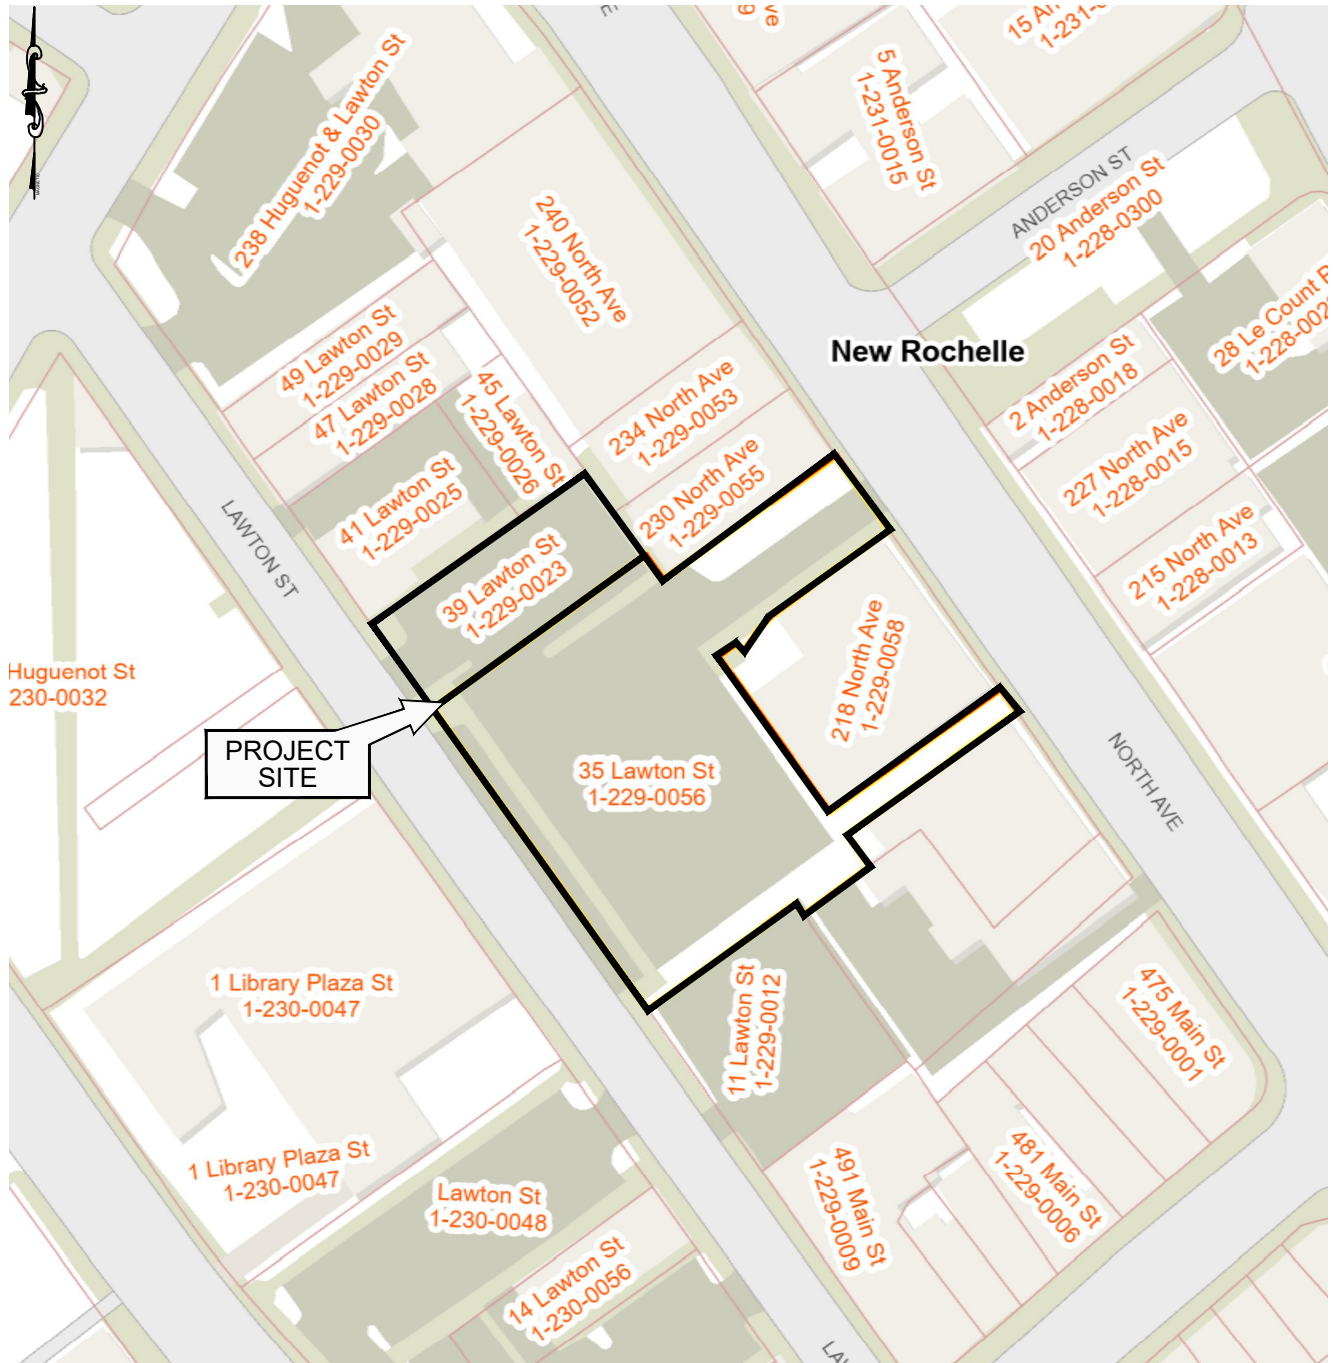 238 Huguenot & Lawton St
1-229-0030
5 Anderson St
1-231-0015
15 An
1-231-
ANDERSON ST
20 Anderson St
1-228-0300
28 Le Count P
1-228-002
240 North Ave
1-229-0052
New Rochelle
49 Lawton St
1-229-0029
47 Lawton St
1-229-0028
45 Lawton St
1-229-0026
234 North Ave
1-229-0053
2 Anderson St
1-228-0018
41 Lawton St
1-229-0025
230 North Ave
1-229-0055
227 North Ave
1-228-0015
LAWTON ST
39 Lawton St
1-229-0023
215 North Ave
1-228-0013
Huguenot St
230-0032
218 North Ave
1-229-0058
PROJECT
SITE
35 Lawton St
1-229-0056
NORTH AVE
1 Library Plaza St
1-230-0047
11 Lawton St
1-229-0012
475 Main St
1-229-0001
1 Library Plaza St
1-230-0047
Lawton St
1-230-0048
491 Main St
1-229-0009
481 Main St
1-229-0006
14 Lawton St
1-230-0056
LA